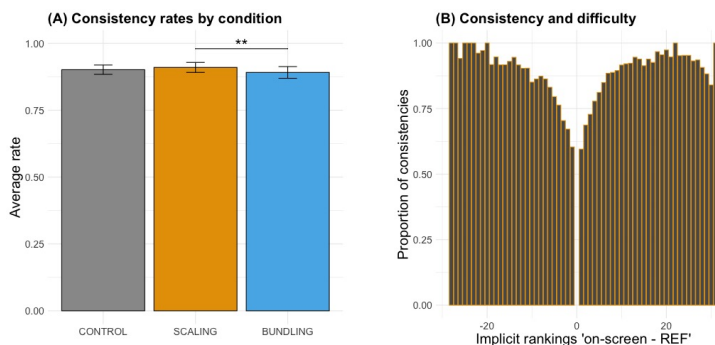 (A) Consistency rates by condition
Average rate
1.00
0.75
0.50
0.25
0.00
**
CONTROL SCALING BUNDLING
(B) Consistency and difficulty
Proportion of consistencies
1.00
0.75
0.50
0.25
0.00
-20 0 20
Implicit rankings 'on-screen - REF'